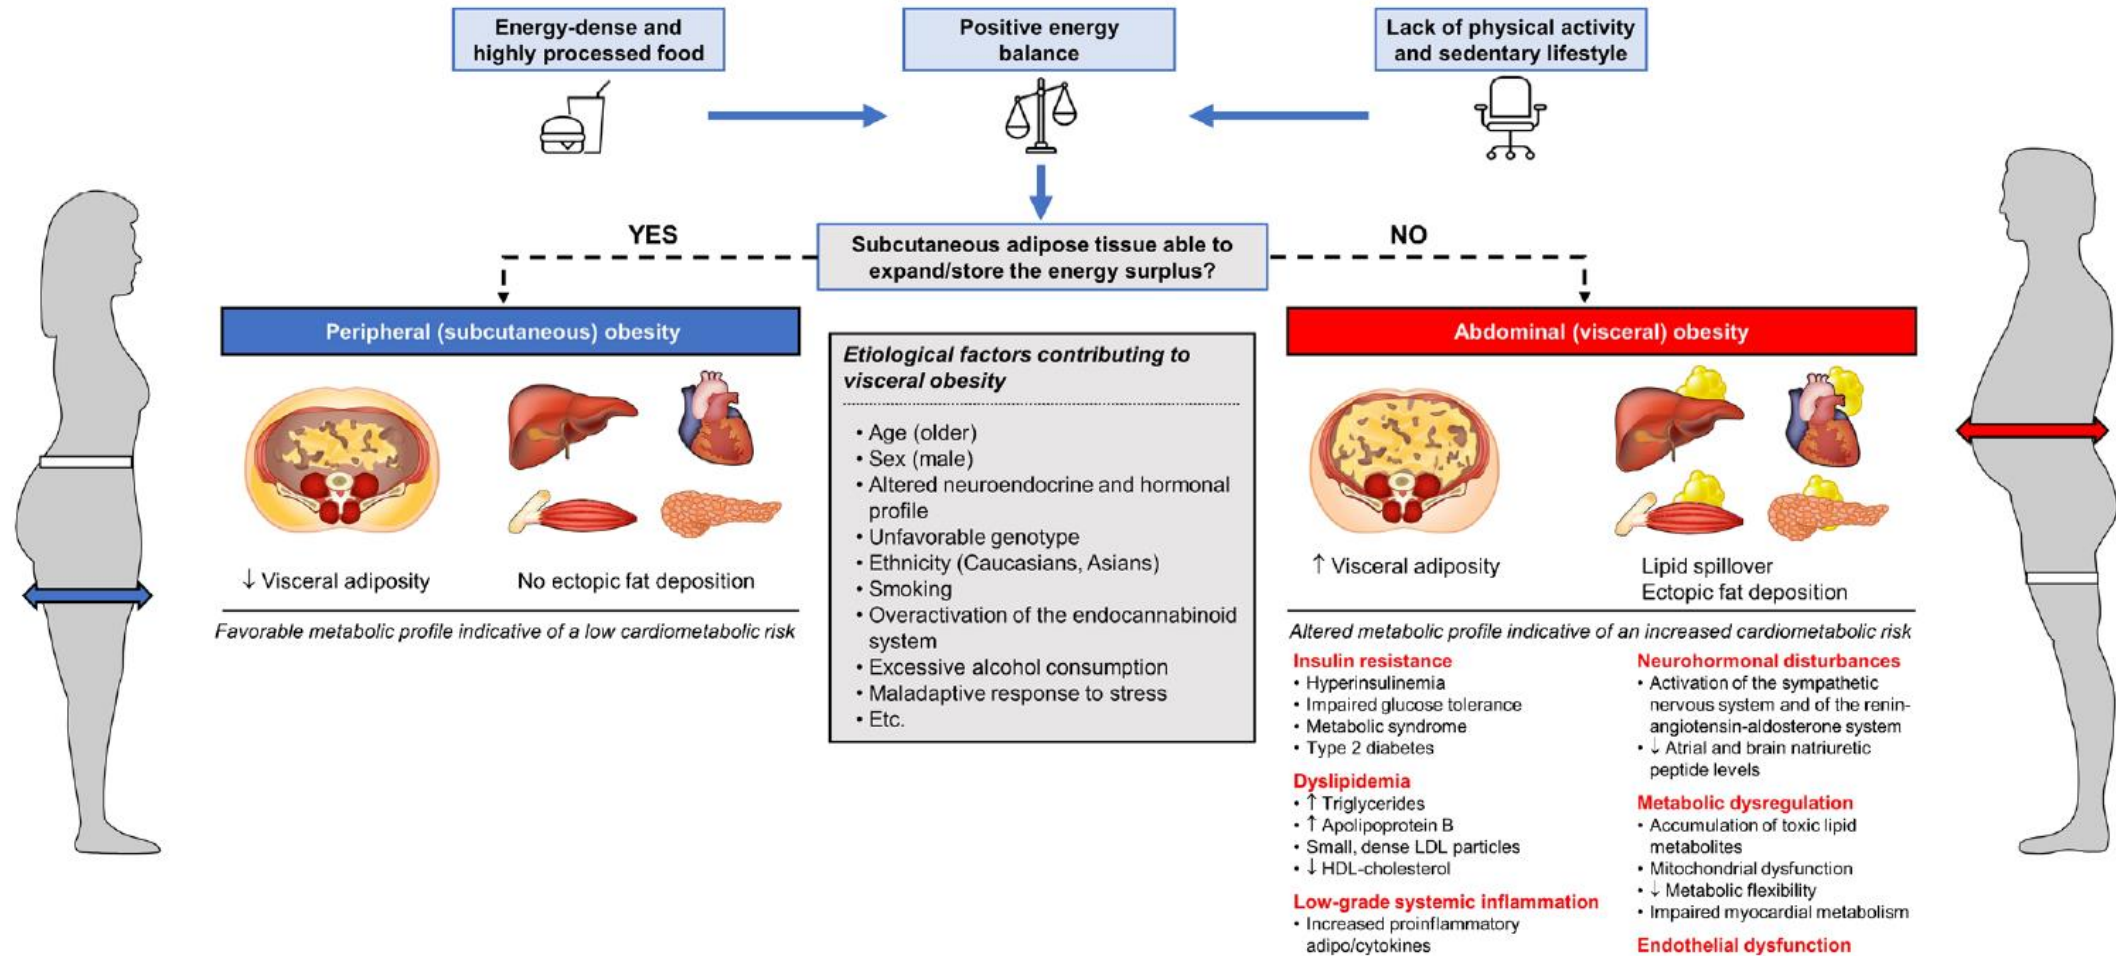 Energy-dense and
highly processed food
Positive energy
balance
Lack of physical activity
and sedentary lifestyle
YES
Subcutaneous adipose tissue able to
expand/store the energy surplus?
NO
Peripheral (subcutaneous) obesity
↓ Visceral adiposity
No ectopic fat deposition
Favorable metabolic profile indicative of a low cardiometabolic risk
Etiological factors contributing to
visceral obesity
• Age (older)
• Sex (male)
• Altered neuroendocrine and hormonal
profile
• Unfavorable genotype
• Ethnicity (Caucasians, Asians)
• Smoking
• Overactivation of the endocannabinoid
system
• Excessive alcohol consumption
• Maladaptive response to stress
• Etc.
Abdominal (visceral) obesity
↑ Visceral adiposity
Lipid spillover
Ectopic fat deposition
Altered metabolic profile indicative of an increased cardiometabolic risk
Insulin resistance
• Hyperinsulinemia
• Impaired glucose tolerance
• Metabolic syndrome
• Type 2 diabetes
Dyslipidemia
• ↑ Triglycerides
• ↑ Apolipoprotein B
• Small, dense LDL particles
• ↓ HDL-cholesterol
Low-grade systemic inflammation
• Increased proinflammatory
adipo/cytokines
Neurohormonal disturbances
• Activation of the sympathetic
nervous system and of the renin-
angiotensin-aldosterone system
• ↓ Atrial and brain natriuretic
peptide levels
Metabolic dysregulation
• Accumulation of toxic lipid
metabolites
• Mitochondrial dysfunction
• ↓ Metabolic flexibility
• Impaired myocardial metabolism
Endothelial dysfunction